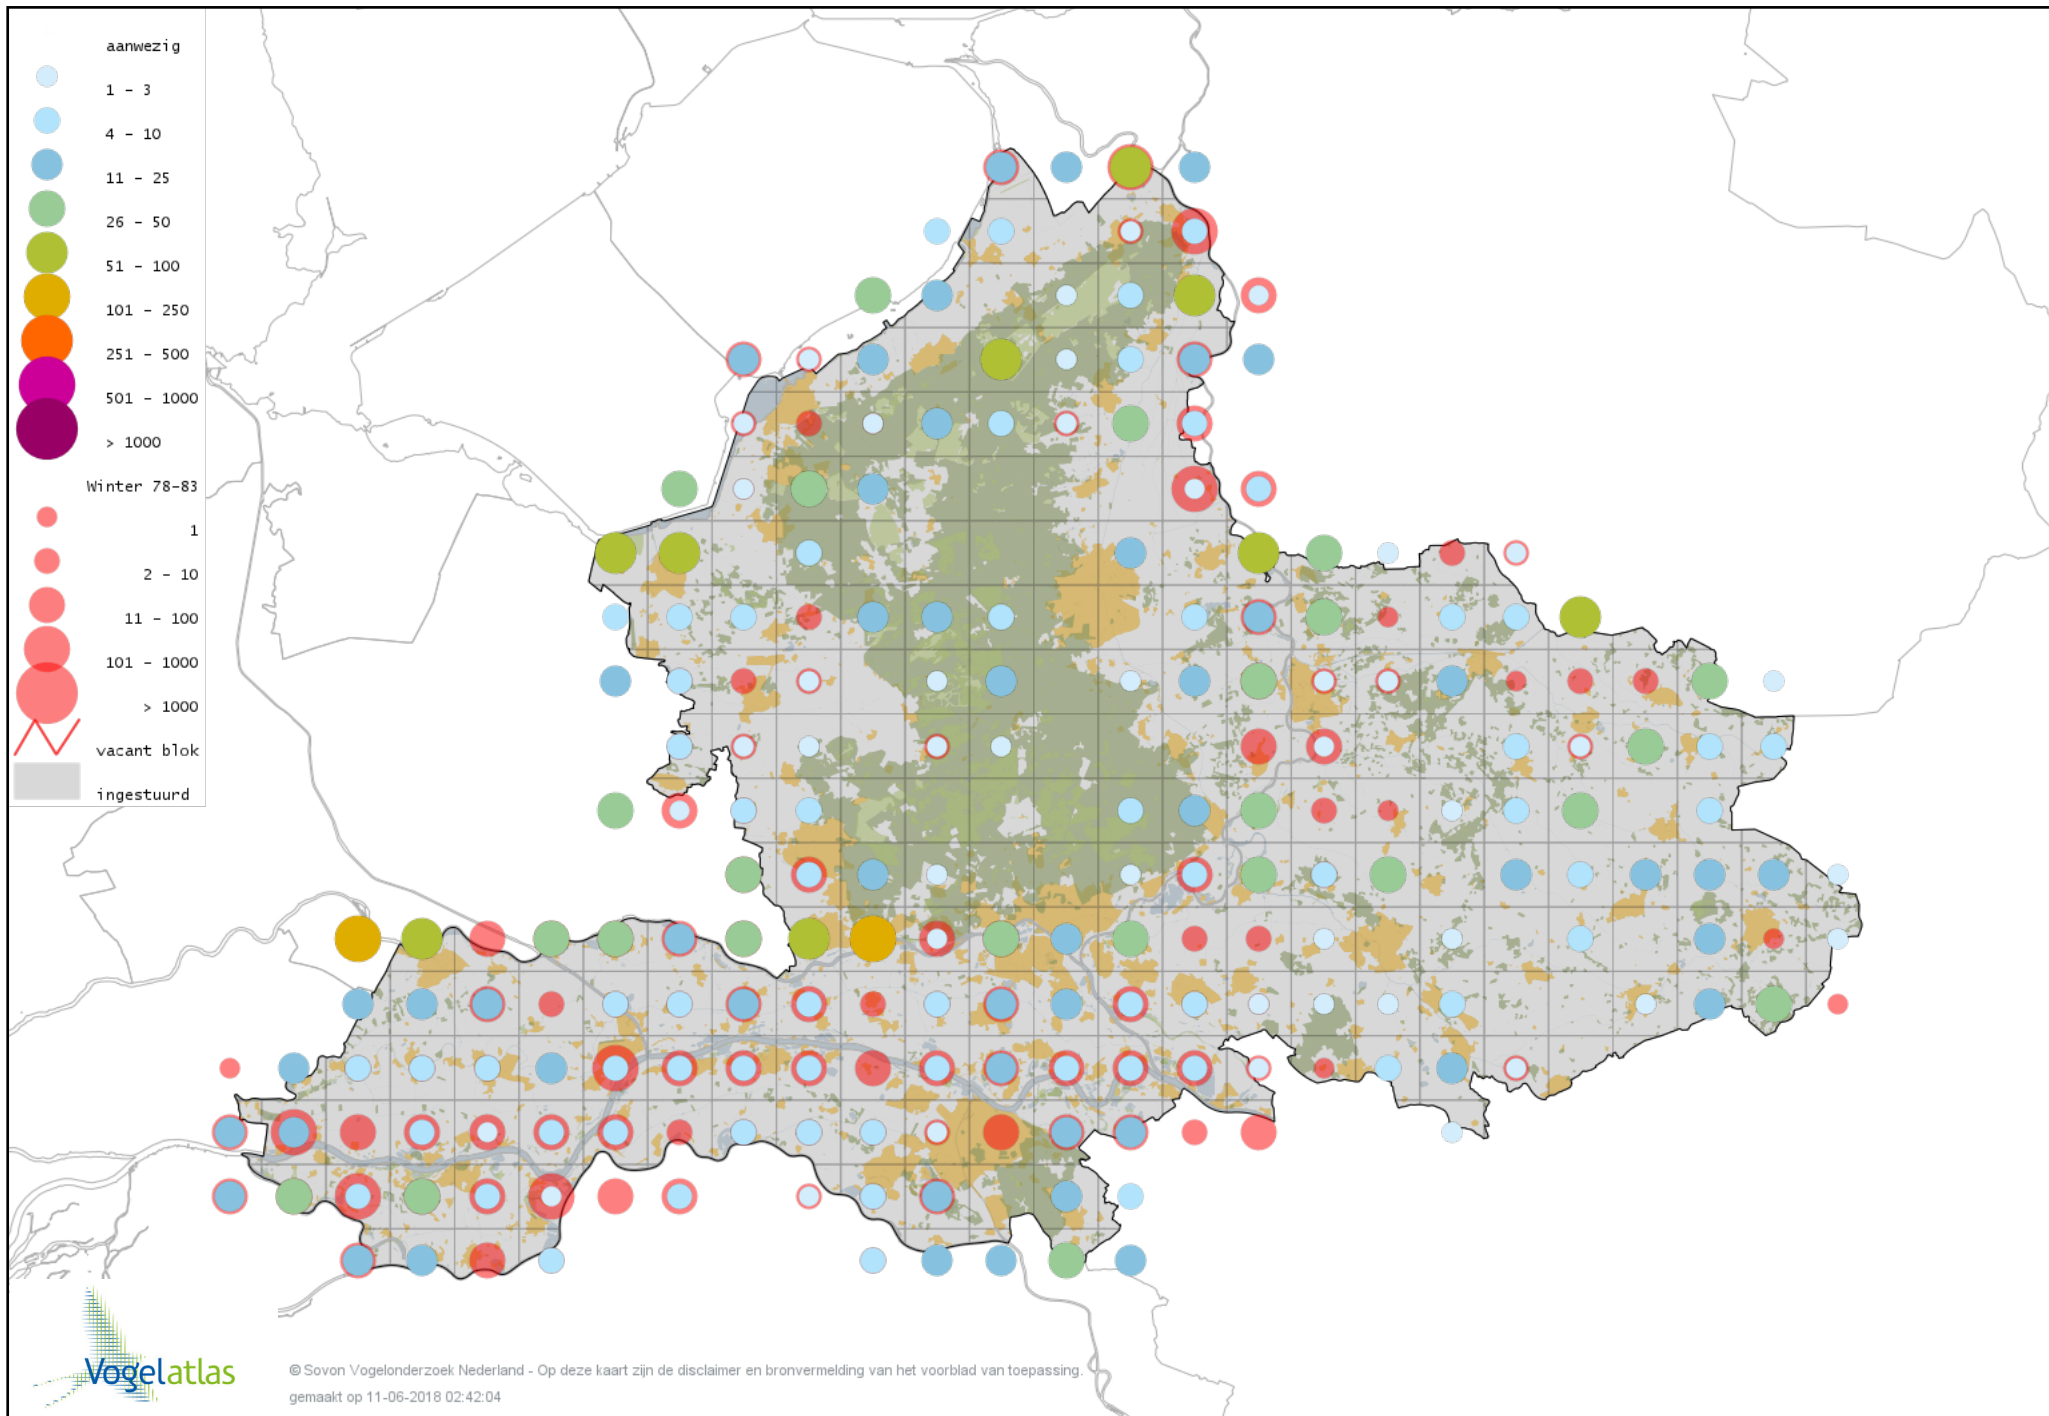 aanwezig
1 - 3
4 - 10
11 - 25
26 - 50
51 - 100
101 - 250
251 - 500
501 - 1000
> 1000
Winter 78-83
1
2 - 10
11 - 100
101 - 1000
> 1000
vacant blok
ingestuurd
Vogelatlas
© Sovon Vogelonderzoek Nederland - Op deze kaart zijn de disclaimer en bronvermelding van het voorblad van toepassing.
gemaakt op 11-06-2018 02:42:04